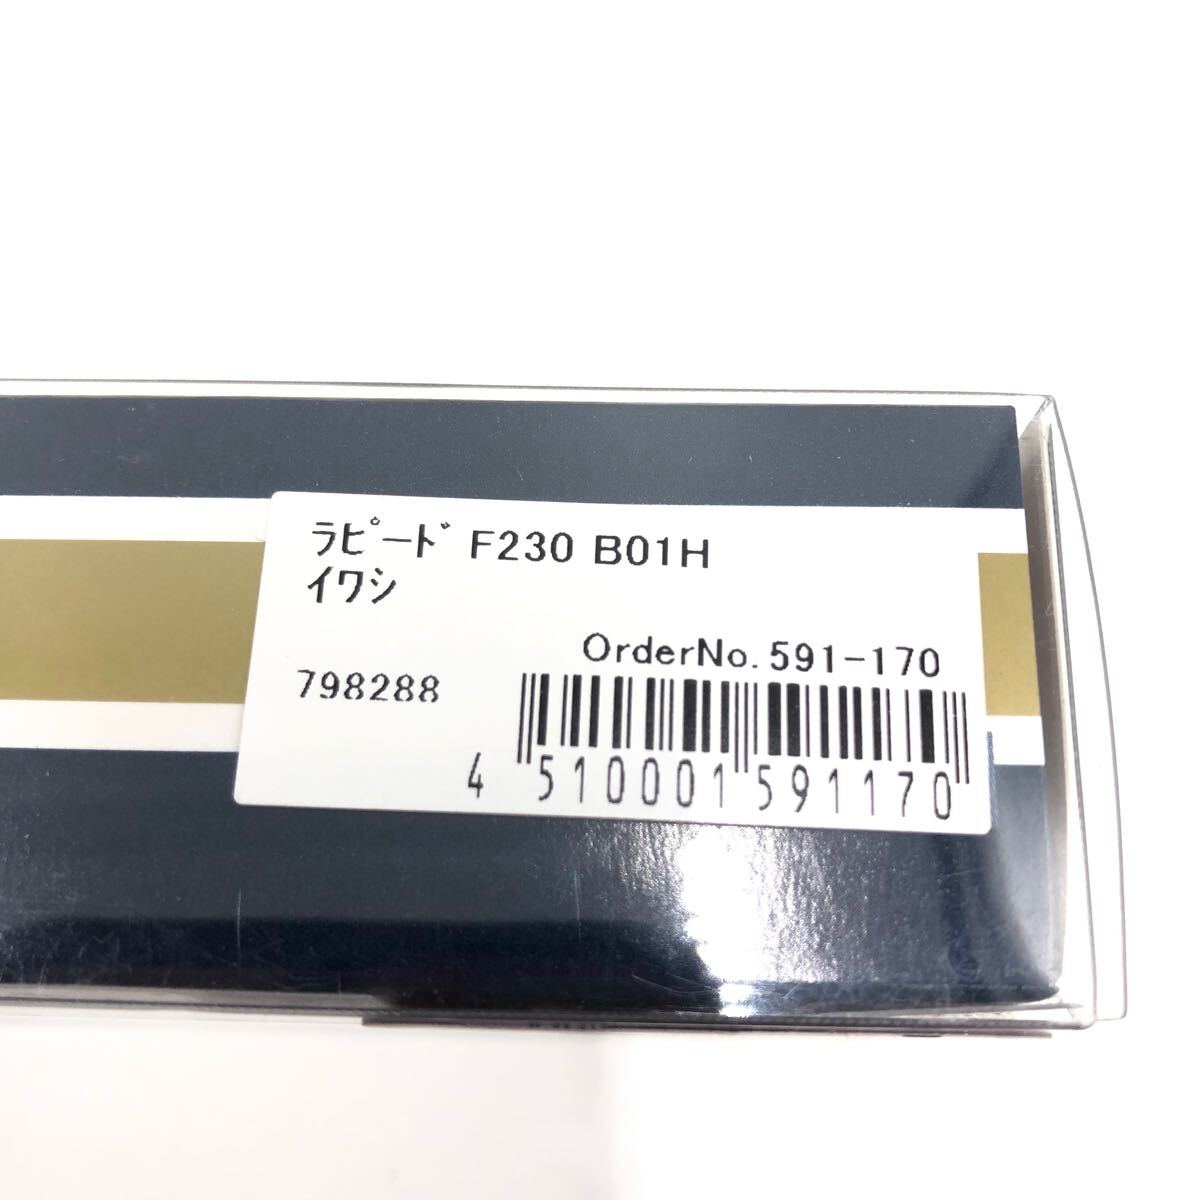 ﾗﾋﾟｰﾄﾞ F230 B01H
ｲﾜｼ
OrderNo. 591-170
798288
4 510001 591170